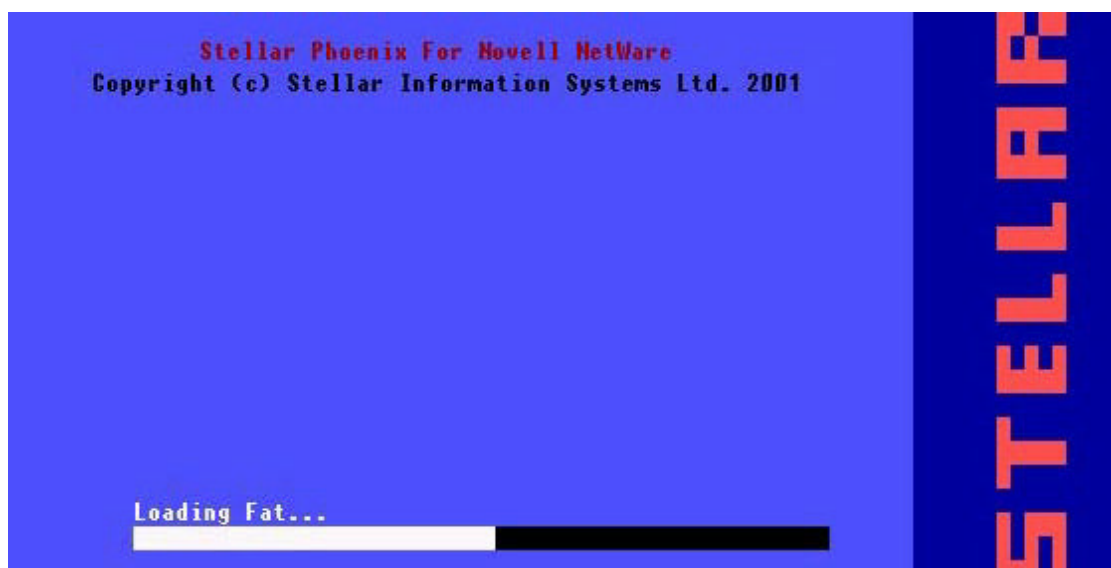 Stellar Phoenix For Novell NetWare
Copyright (c) Stellar Information Systems Ltd. 2001
Loading Fat...
STELLAR